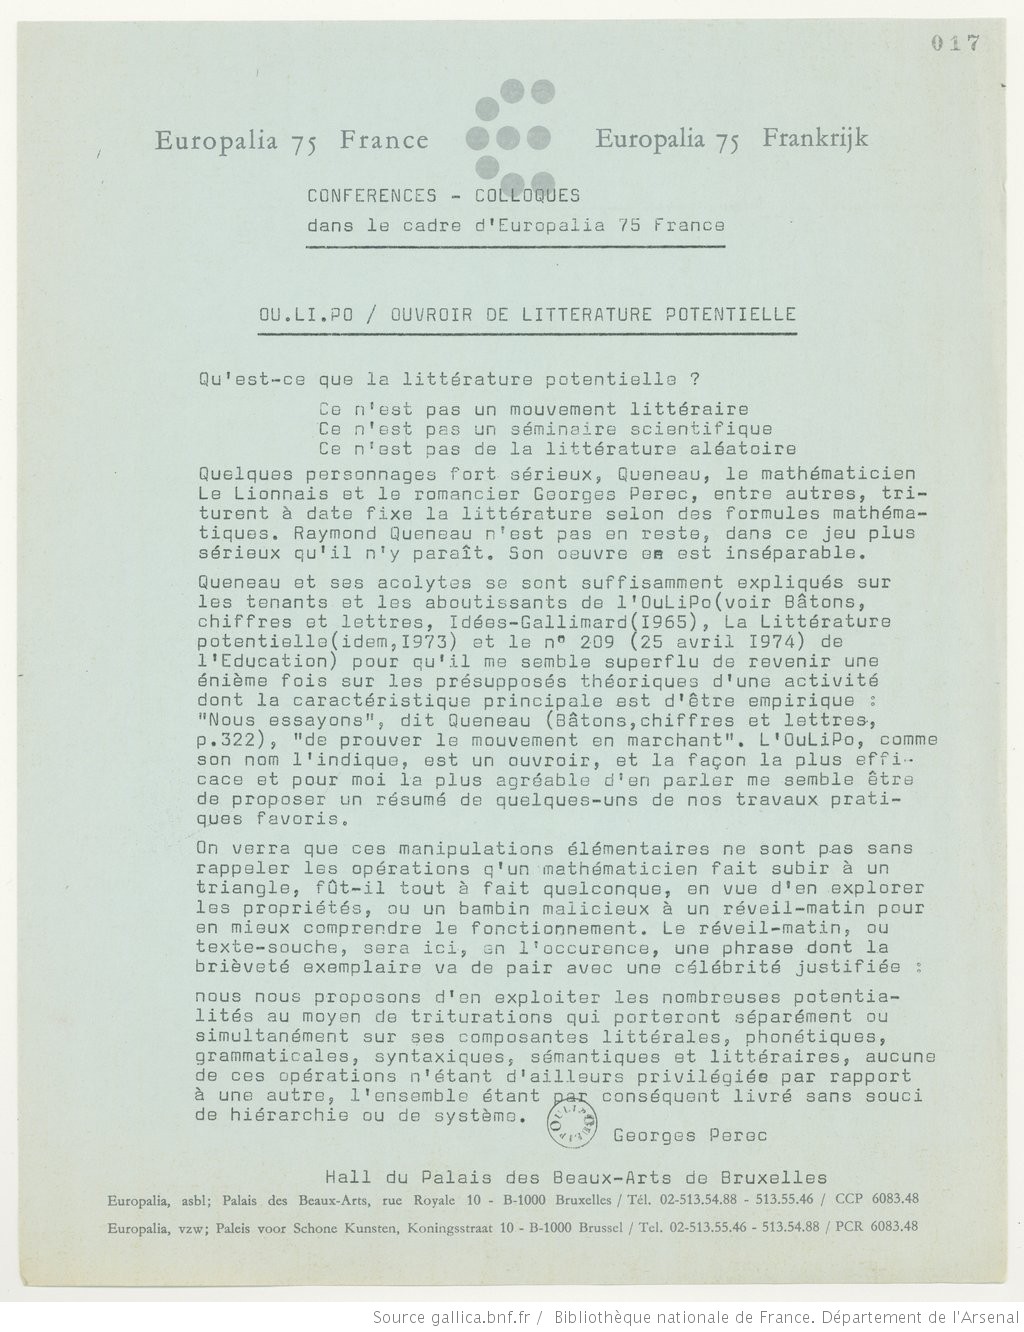 017
Europalia 75 France Europalia 75 Frankrijk
CONFERENCES - COLLOQUES
dans le cadre d'Europalia 75 France
OU.LI.PO / OUVROIR DE LITTERATURE POTENTIELLE
Qu'est-ce que la littérature potentielle ?
Ce n'est pas un mouvement littéraire
Ce n'est pas un séminaire scientifique
Ce n'est pas de la littérature aléatoire
Quelques personnages fort sérieux, Queneau, le mathématicien
Le Lionnais et le romancier Georges Perec, entre autres, tri-
turent à date fixe la littérature selon des formules mathéma-
tiques. Raymond Queneau n'est pas en reste, dans ce jeu plus
sérieux qu'il n'y paraît. Son oeuvre en est inséparable.
Queneau et ses acolytes se sont suffisamment expliqués sur
les tenants et les aboutissants de l'OuLiPo(voir Bâtons,
chiffres et lettres, Idées-Gallimard(I965), La Littérature
potentielle(idem,I973) et le n° 209 (25 avril I974) de
l'Education) pour qu'il me semble superflu de revenir une
énième fois sur les présupposés théoriques d'une activité
dont la caractéristique principale est d'être empirique :
"Nous essayons", dit Queneau (Bâtons,chiffres et lettres,
p.322), "de prouver le mouvement en marchant". L'OuLiPo, comme
son nom l'indique, est un ouvroir, et la façon la plus effi-
cace et pour moi la plus agréable d'en parler me semble être
de proposer un résumé de quelques-uns de nos travaux prati-
ques favoris.
On verra que ces manipulations élémentaires ne sont pas sans
rappeler les opérations q'un mathématicien fait subir à un
triangle, fût-il tout à fait quelconque, en vue d'en explorer
les propriétés, ou un bambin malicieux à un réveil-matin pour
en mieux comprendre le fonctionnement. Le réveil-matin, ou
texte-souche, sera ici, en l'occurence, une phrase dont la
brièveté exemplaire va de pair avec une célébrité justifiée :
nous nous proposons d'en exploiter les nombreuses potentia-
lités au moyen de triturations qui porteront séparément ou
simultanément sur ses composantes littérales, phonétiques,
grammaticales, syntaxiques, sémantiques et littéraires, aucune
de ces opérations n'étant d'ailleurs privilégiée par rapport
à une autre, l'ensemble étant par conséquent livré sans souci
de hiérarchie ou de système.
Georges Perec
Hall du Palais des Beaux-Arts de Bruxelles
Europalia, asbl; Palais des Beaux-Arts, rue Royale 10 - B-1000 Bruxelles / Tél. 02-513.54.88 - 513.55.46 / CCP 6083.48
Europalia, vzw; Paleis voor Schone Kunsten, Koningsstraat 10 - B-1000 Brussel / Tel. 02-513.55.46 - 513.54.88 / PCR 6083.48
Source gallica.bnf.fr / Bibliothèque nationale de France. Département de l'Arsenal